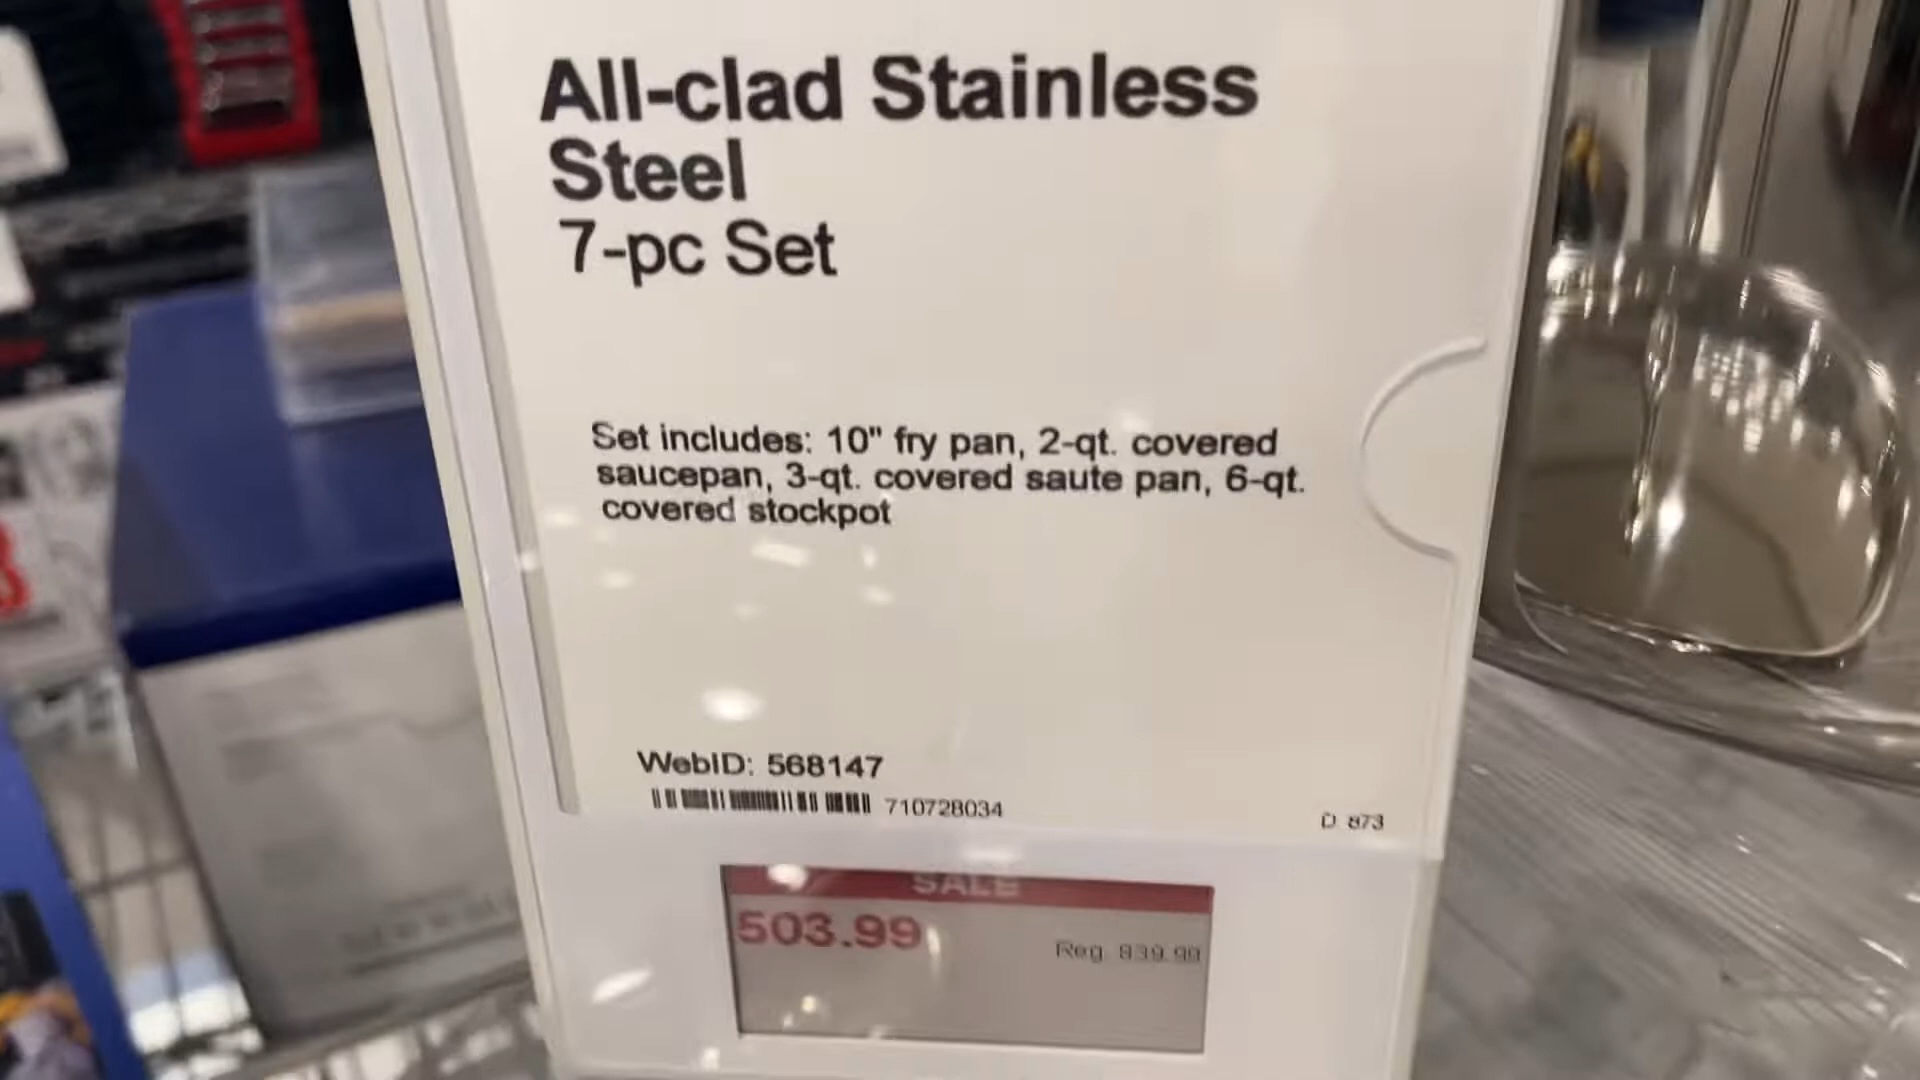 All-clad Stainless
Steel
7-pc Set
Set includes: 10" fry pan, 2-qt. covered
saucepan, 3-qt. covered saute pan, 6-qt.
covered stockpot
WebID: 568147
710728034
D 873
SALE
503.99
Reg 839.99